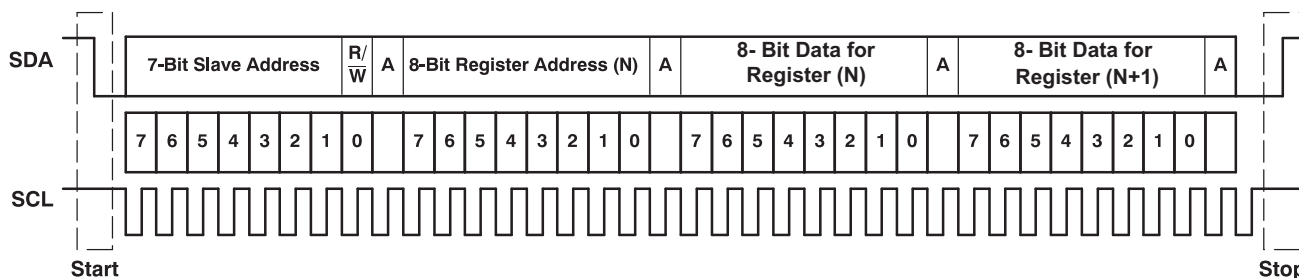 SDA
7-Bit Slave Address R/W A 8-Bit Register Address (N) A 8- Bit Data for Register (N) A 8- Bit Data for Register (N+1) A
7 6 5 4 3 2 1 0 7 6 5 4 3 2 1 0 7 6 5 4 3 2 1 0 7 6 5 4 3 2 1 0
SCL
Start Stop